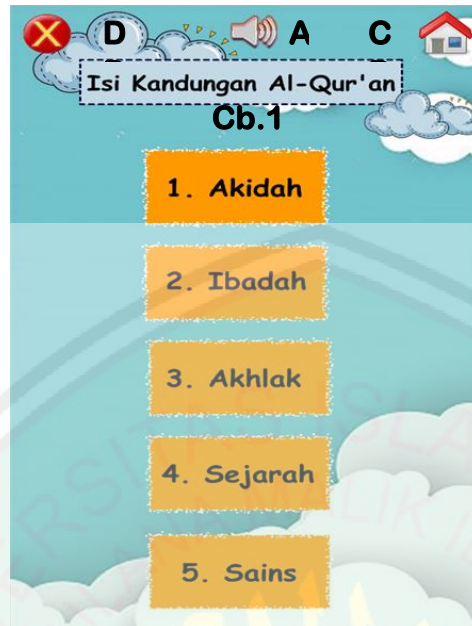 D A C
Isi Kandungan Al-Qur'an
Cb.1
1. Akidah
2. Ibadah
3. Akhlak
4. Sejarah
5. Sains